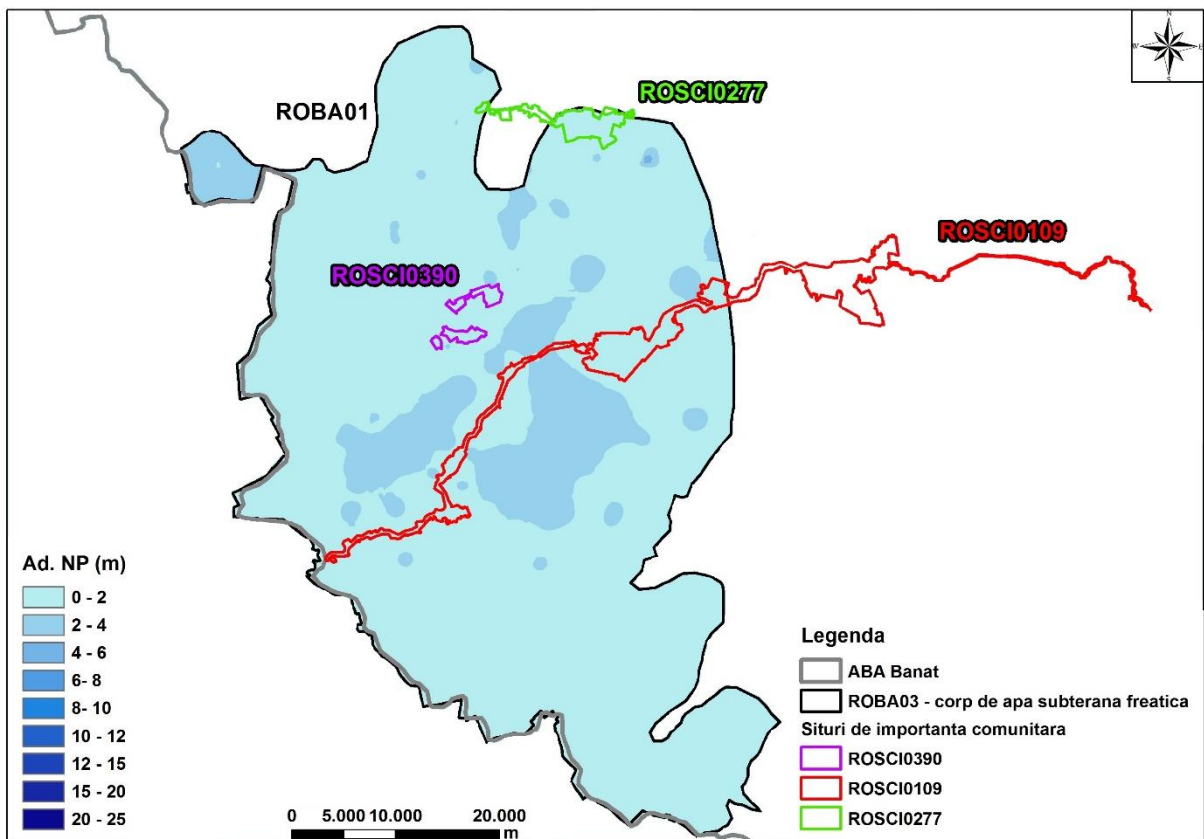 N
W
E
S
ROSCI0277
ROBA01
ROSCI0109
ROSCI0390
Ad. NP (m)
0 - 2
2 - 4
4 - 6
6- 8
8- 10
10 - 12
12 - 15
15 - 20
20 - 25
0 5.000 10.000 20.000
m
Legenda
ABA Banat
ROBA03 - corp de apa subterana freatica
Situri de importanta comunitara
ROSCI0390
ROSCI0109
ROSCI0277